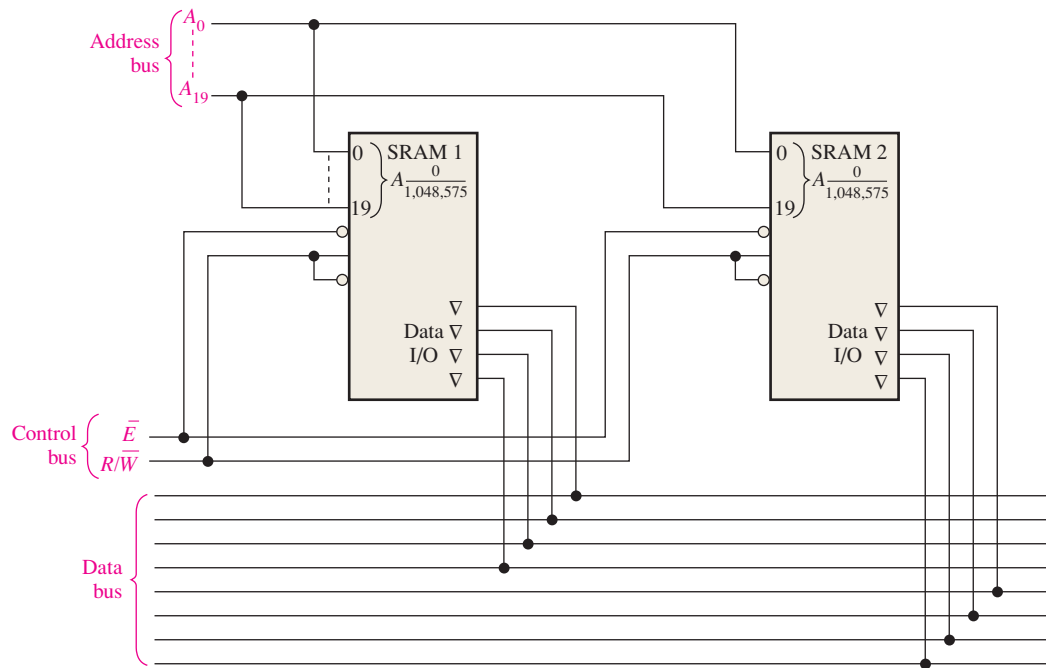 A₀
Address
bus
A₁₉
0
SRAM 1
A 0/1,048,575
19
Data
I/O
0
SRAM 2
A 0/1,048,575
19
Data
I/O
Control
bus
E̅
R/W̅
Data
bus